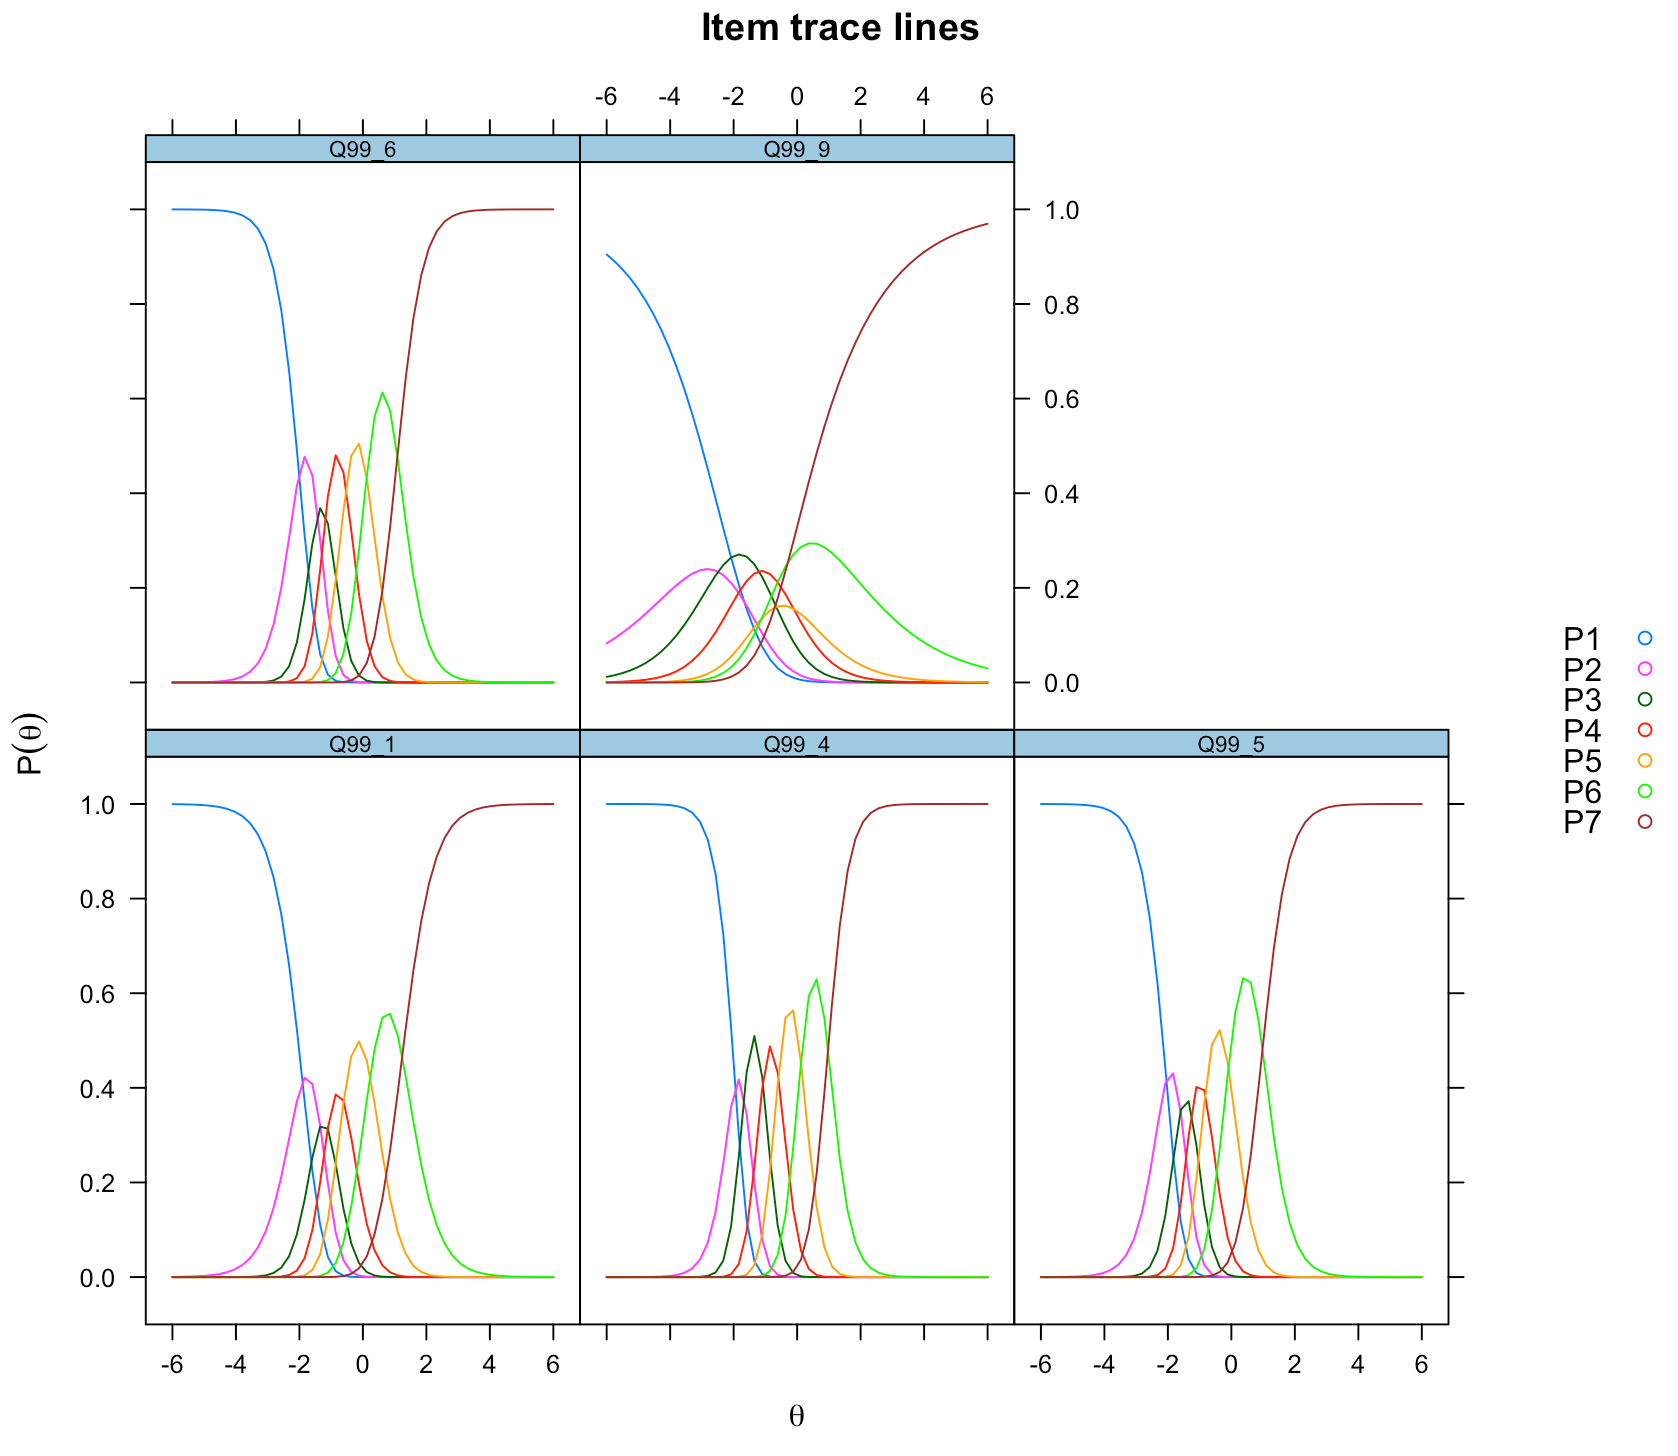 Item trace lines
-6 -4 -2 0 2 4 6
Q99_6 Q99_9
1.0
0.8
0.6
0.4
0.2
0.0
P(θ)
Q99_1 Q99_4 Q99_5
1.0
0.8
0.6
0.4
0.2
0.0
-6 -4 -2 0 2 4 6 -6 -4 -2 0 2 4 6
θ
P1
P2
P3
P4
P5
P6
P7